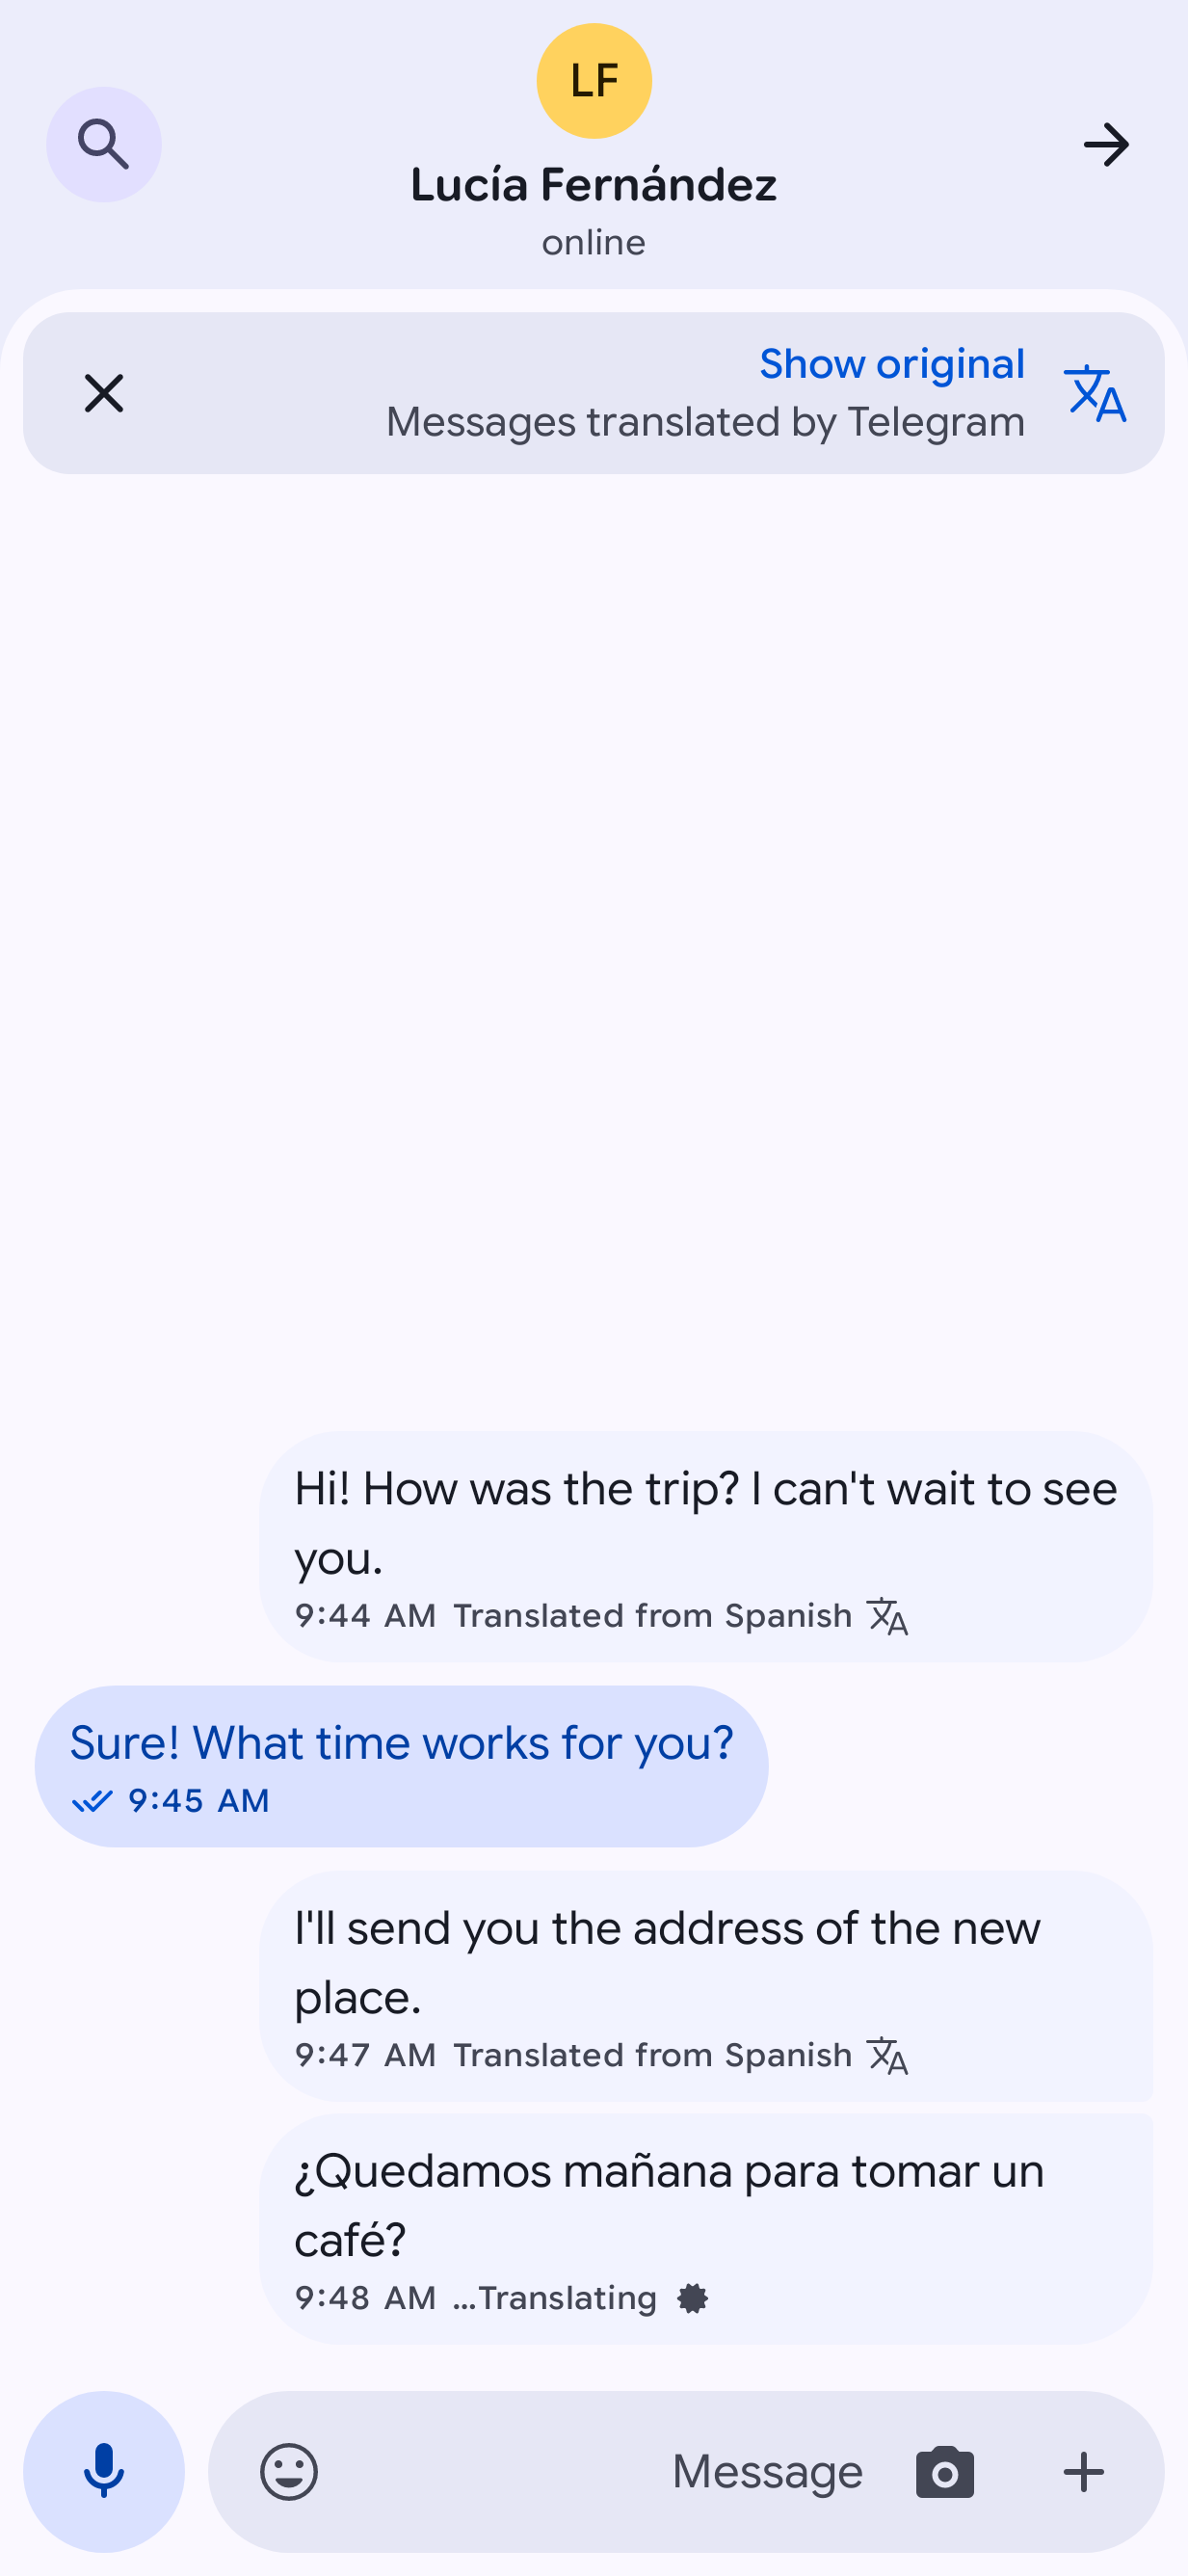 LF
Lucía Fernández
online
Show original
Messages translated by Telegram
Hi! How was the trip? I can't wait to see
you.
9:44 AM Translated from Spanish
Sure! What time works for you?
9:45 AM
I'll send you the address of the new
place.
9:47 AM Translated from Spanish
¿Quedamos mañana para tomar un
café?
9:48 AM ...Translating
Message